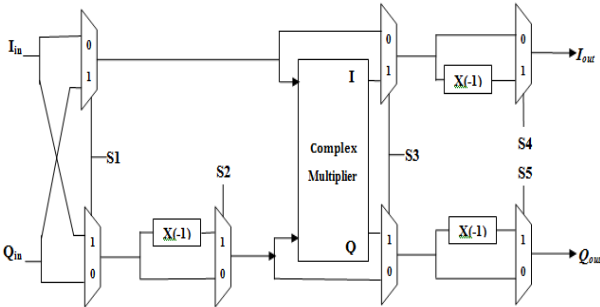 Iin
0
1
S1
Qin
1
0
X(-1)
S2
1
0
I
Complex
Multiplier
Q
0
1
S3
1
0
X(-1)
0
1
Iout
S4
S5
X(-1)
1
0
Qou